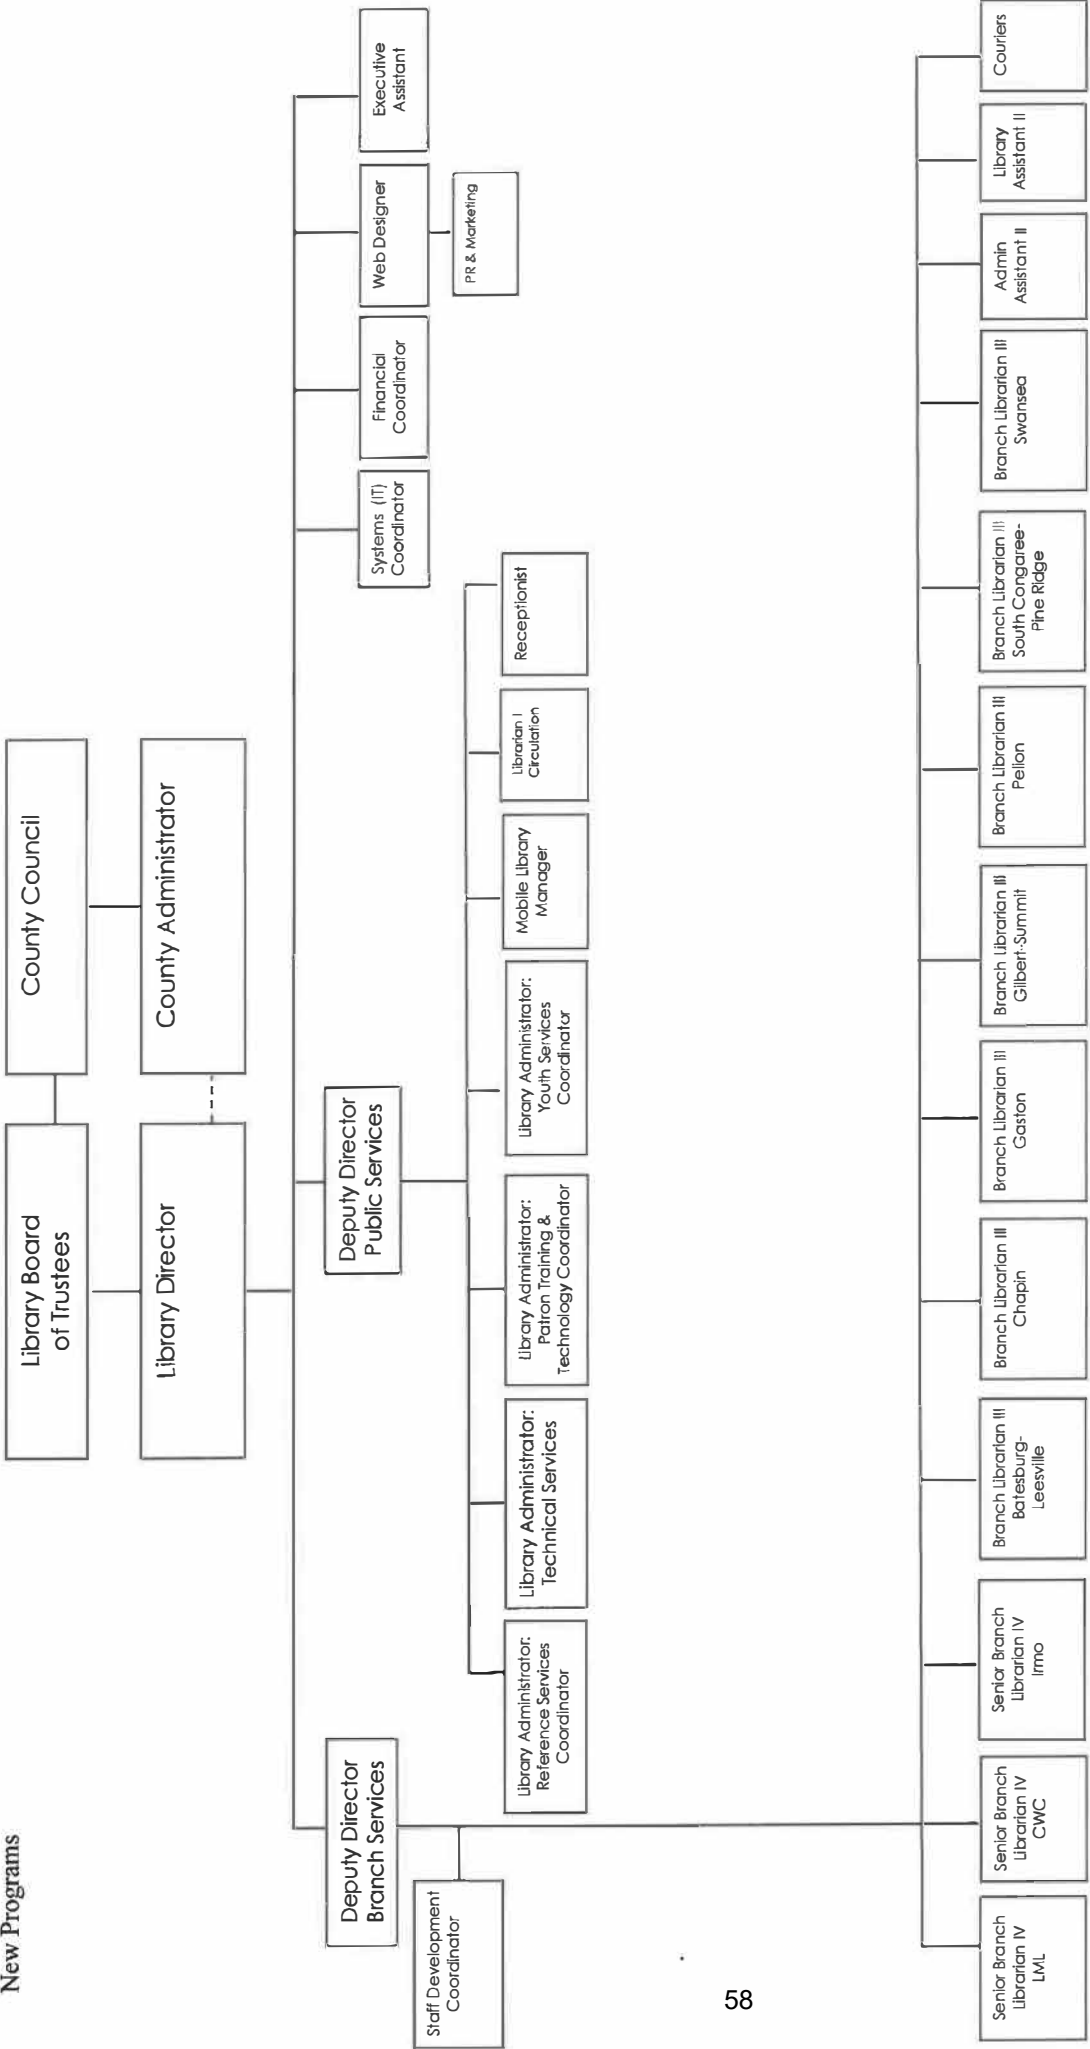 New Programs
Library Board
of Trustees
County Council
Library Director
County Administrator
Deputy Director
Branch Services
Deputy Director
Public Services
Systems (IT)
Coordinator
Financial
Coordinator
Web Designer
Executive
Assistant
PR & Marketing
Staff Development
Coordinator
Library Administrator:
Reference Services
Coordinator
Library Administrator:
Technical Services
Library Administrator:
Patron Training &
Technology Coordinator
Library Administrator:
Youth Services
Coordinator
Mobile Library
Manager
Librarian I
Circulation
Receptionist
Senior Branch
Librarian IV
LML
Senior Branch
Librarian IV
CWC
Senior Branch
Librarian IV
Irmo
Branch Librarian III
Batesburg-
Leesville
Branch Librarian III
Chapin
Branch Librarian III
Gaston
Branch Librarian III
Gilbert-Summit
Branch Librarian III
Pelion
Branch Librarian III
South Congaree-
Pine Ridge
Branch Librarian III
Swansea
Admin
Assistant II
Library
Assistant II
Couriers
58